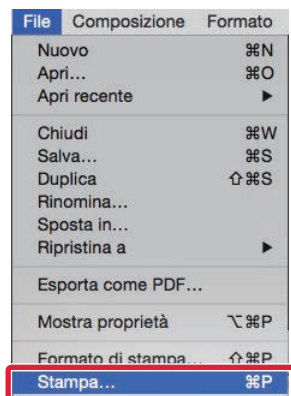 File Composizione Formato
Nuovo ⌘N
Apri... ⌘O
Apri recente ▶
Chiudi ⌘W
Salva... ⌘S
Duplica ⇧⌘S
Rinomina...
Sposta in...
Ripristina a ▶
Esporta come PDF...
Mostra proprietà ⌥⌘P
Formato di stampa... ⇧⌘P
Stampa... ⌘P